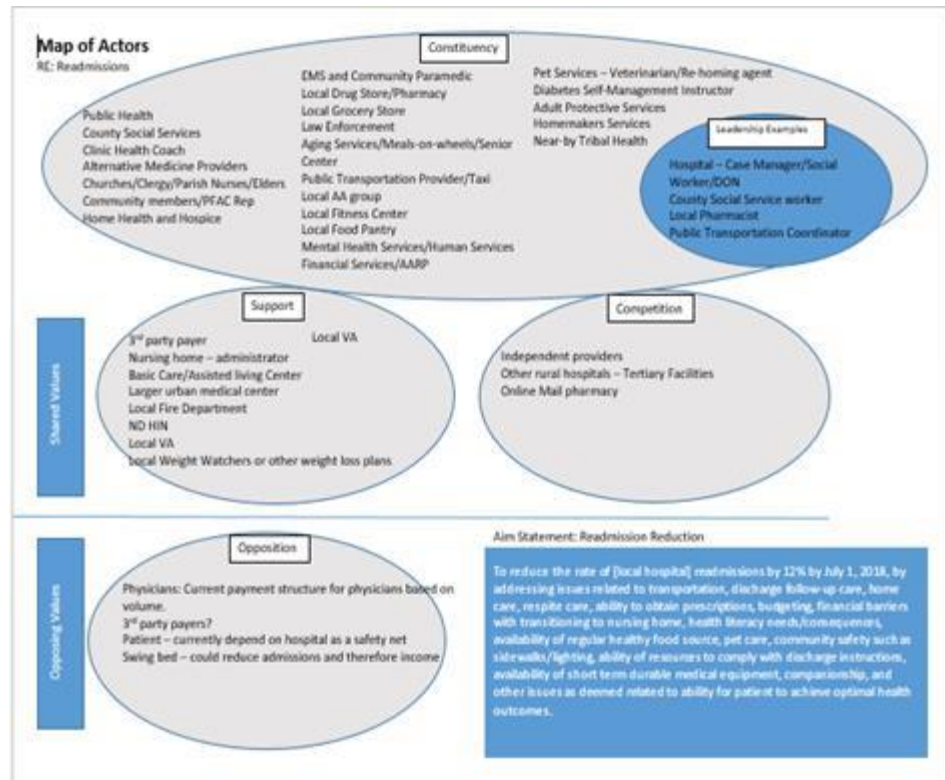 Map of Actors
RE: Readmissions
Constituency
Public Health
County Social Services
Clinic Health Coach
Alternative Medicine Providers
Churches/Clergy/Parish Nurses/Elders
Community members/PFAC Rep
Home Health and Hospice
EMS and Community Paramedic
Local Drug Store/Pharmacy
Local Grocery Store
Law Enforcement
Aging Services/Meals-on-wheels/Senior
Center
Public Transportation Provider/Taxi
Local AA group
Local Fitness Center
Local Food Pantry
Mental Health Services/Human Services
Financial Services/AARP
Pet Services – Veterinarian/Re-homing agent
Diabetes Self-Management Instructor
Adult Protective Services
Homemakers Services
Near-by Tribal Health
Leadership Examples
Hospital – Case Manager/Social
Worker/DON
County Social Service worker
Local Pharmacist
Public Transportation Coordinator
Shared Values
Support
3rd party payer
Nursing home – administrator
Basic Care/Assisted living Center
Larger urban medical center
Local Fire Department
ND HIN
Local VA
Local Weight Watchers or other weight loss plans
Local VA
Competition
Independent providers
Other rural hospitals – Tertiary Facilities
Online Mail pharmacy
Opposing Values
Opposition
Physicians: Current payment structure for physicians based on
volume.
3rd party payers?
Patient – currently depend on hospital as a safety net
Swing bed – could reduce admissions and therefore income
Aim Statement: Readmission Reduction
To reduce the rate of [local hospital] readmissions by 12% by July 1, 2018, by
addressing issues related to transportation, discharge follow-up care, home
care, respite care, ability to obtain prescriptions, budgeting, financial barriers
with transitioning to nursing home, health literacy needs/consequences,
availability of regular healthy food source, pet care, community safety such as
sidewalks/lighting, ability of resources to comply with discharge instructions,
availability of short term durable medical equipment, companionship, and
other issues as deemed related to ability for patient to achieve optimal health
outcomes.